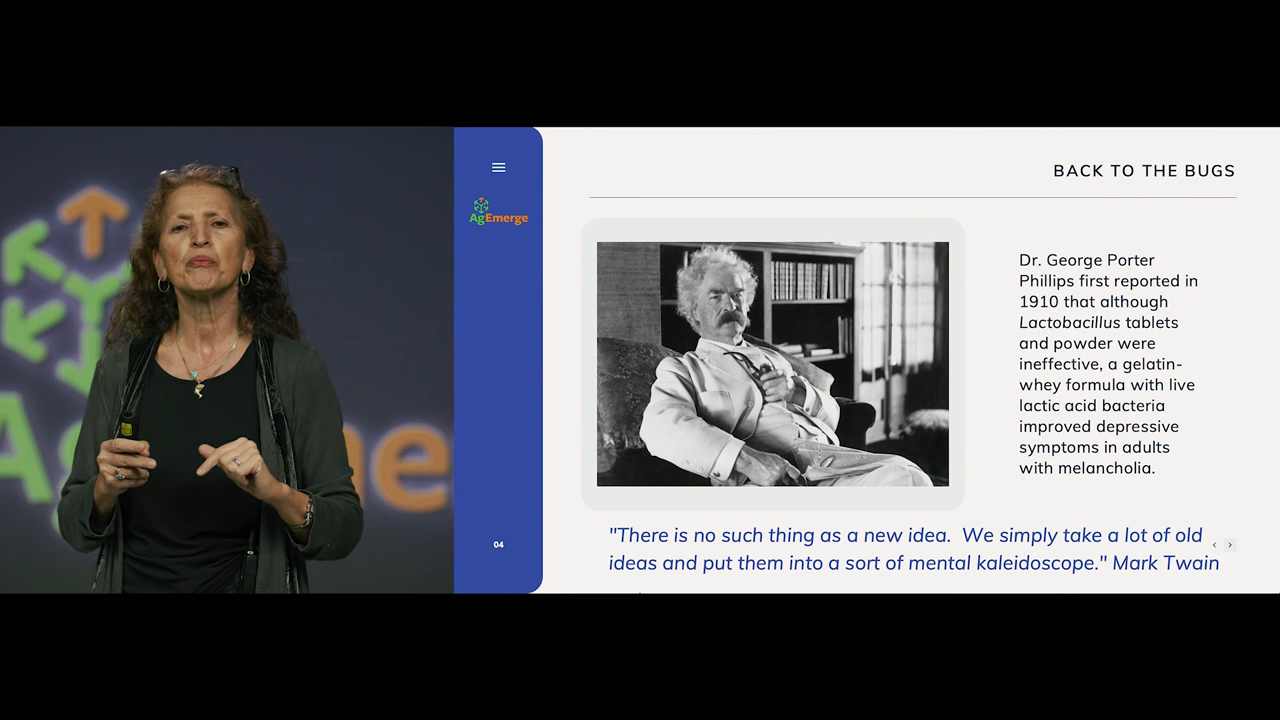 Ag
me
AgEmerge
04
BACK TO THE BUGS
Dr. George Porter
Phillips first reported in
1910 that although
Lactobacillus tablets
and powder were
ineffective, a gelatin-
whey formula with live
lactic acid bacteria
improved depressive
symptoms in adults
with melancholia.
"There is no such thing as a new idea.  We simply take a lot of old
ideas and put them into a sort of mental kaleidoscope." Mark Twain